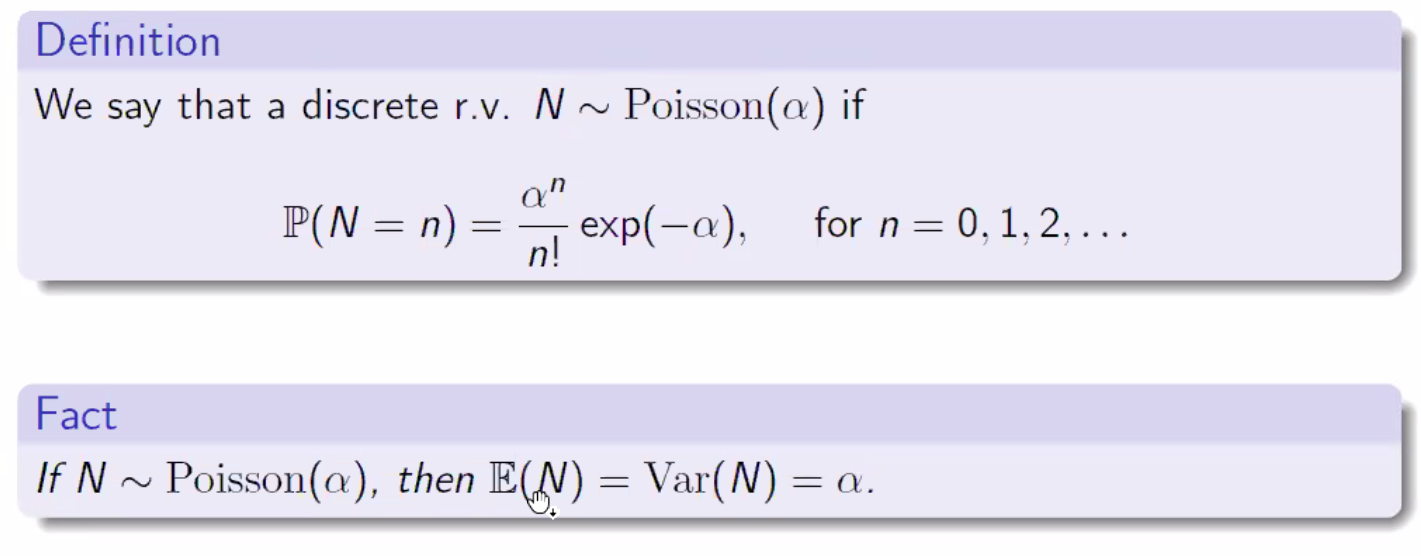 Definition
We say that a discrete r.v. N ∼ Poisson(α) if
ℙ(N = n) = αⁿ/n! exp(−α), for n = 0, 1, 2, …
Fact
If N ∼ Poisson(α), then 𝔼(N) = Var(N) = α.